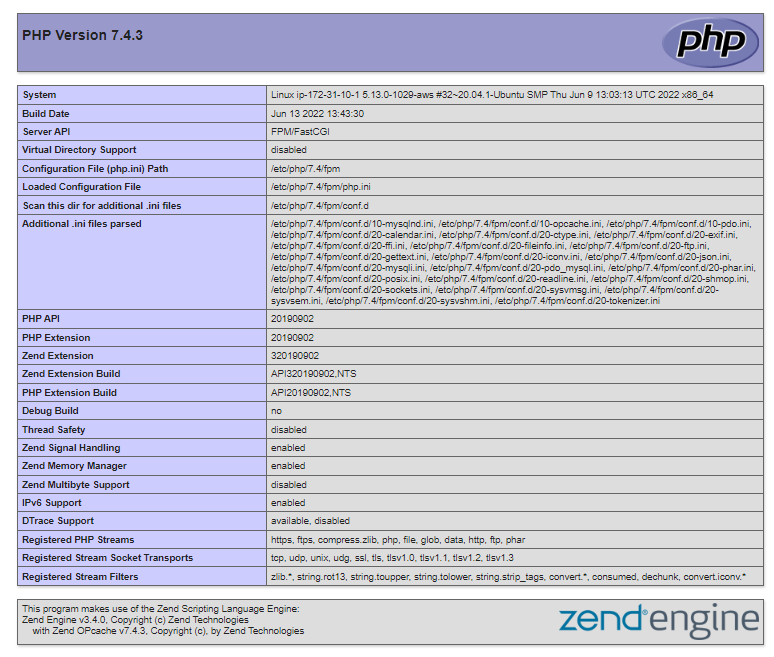 PHP Version 7.4.3
php
System Linux ip-172-31-10-1 5.13.0-1029-aws #32~20.04.1-Ubuntu SMP Thu Jun 9 13:03:13 UTC 2022 x86_64
Build Date Jun 13 2022 13:43:30
Server API FPM/FastCGI
Virtual Directory Support disabled
Configuration File (php.ini) Path /etc/php/7.4/fpm
Loaded Configuration File /etc/php/7.4/fpm/php.ini
Scan this dir for additional .ini files /etc/php/7.4/fpm/conf.d
Additional .ini files parsed /etc/php/7.4/fpm/conf.d/10-mysqlnd.ini, /etc/php/7.4/fpm/conf.d/10-opcache.ini, /etc/php/7.4/fpm/conf.d/10-pdo.ini,
/etc/php/7.4/fpm/conf.d/20-calendar.ini, /etc/php/7.4/fpm/conf.d/20-ctype.ini, /etc/php/7.4/fpm/conf.d/20-exif.ini,
/etc/php/7.4/fpm/conf.d/20-ffi.ini, /etc/php/7.4/fpm/conf.d/20-fileinfo.ini, /etc/php/7.4/fpm/conf.d/20-ftp.ini,
/etc/php/7.4/fpm/conf.d/20-gettext.ini, /etc/php/7.4/fpm/conf.d/20-iconv.ini, /etc/php/7.4/fpm/conf.d/20-json.ini,
/etc/php/7.4/fpm/conf.d/20-mysqli.ini, /etc/php/7.4/fpm/conf.d/20-pdo_mysql.ini, /etc/php/7.4/fpm/conf.d/20-phar.ini,
/etc/php/7.4/fpm/conf.d/20-posix.ini, /etc/php/7.4/fpm/conf.d/20-readline.ini, /etc/php/7.4/fpm/conf.d/20-shmop.ini,
/etc/php/7.4/fpm/conf.d/20-sockets.ini, /etc/php/7.4/fpm/conf.d/20-sysvmsg.ini, /etc/php/7.4/fpm/conf.d/20-
sysvsem.ini, /etc/php/7.4/fpm/conf.d/20-sysvshm.ini, /etc/php/7.4/fpm/conf.d/20-tokenizer.ini
PHP API 20190902
PHP Extension 20190902
Zend Extension 320190902
Zend Extension Build API320190902,NTS
PHP Extension Build API20190902,NTS
Debug Build no
Thread Safety disabled
Zend Signal Handling enabled
Zend Memory Manager enabled
Zend Multibyte Support disabled
IPv6 Support enabled
DTrace Support available, disabled
Registered PHP Streams https, ftps, compress.zlib, php, file, glob, data, http, ftp, phar
Registered Stream Socket Transports tcp, udp, unix, udg, ssl, tls, tlsv1.0, tlsv1.1, tlsv1.2, tlsv1.3
Registered Stream Filters zlib.*, string.rot13, string.toupper, string.tolower, string.strip_tags, convert.*, consumed, dechunk, convert.iconv.*
This program makes use of the Zend Scripting Language Engine:
Zend Engine v3.4.0, Copyright (c) Zend Technologies
with Zend OPcache v7.4.3, Copyright (c), by Zend Technologies
zend® engine